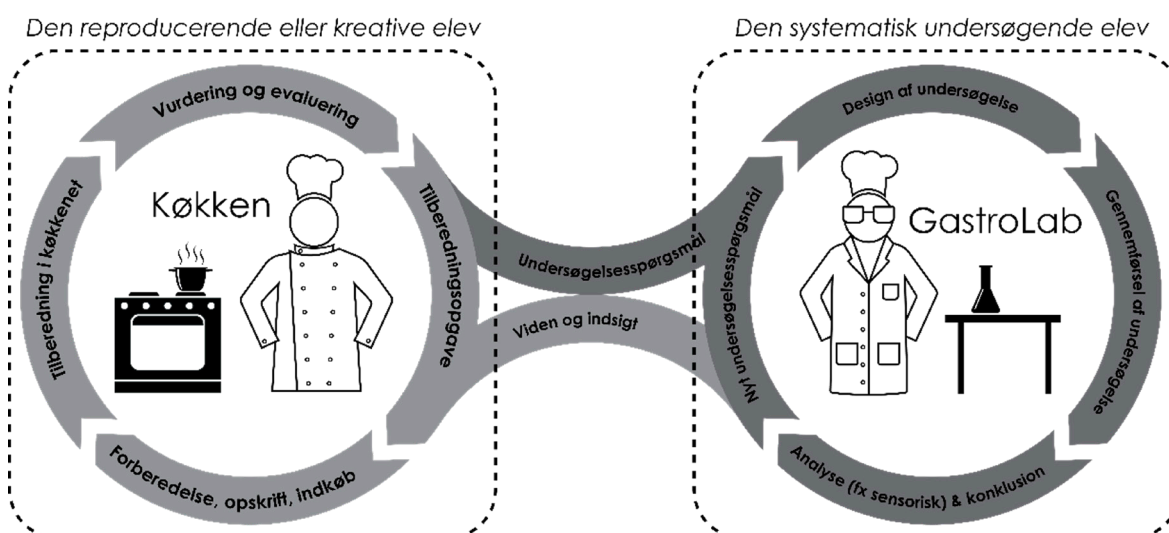 Den reproducerende eller kreative elev
Den systematisk undersøgende elev
Vurdering og evaluering
Tilberedningsopgave
Forberedelse, opskrift, indkøb
Tilberedning i køkkenet
Køkken
Undersøgelsesspørgsmål
Viden og indsigt
Design af undersøgelse
Gennemførsel af undersøgelse
Analyse (fx sensorisk) & konklusion
Nyt undersøgelsesspørgsmål
GastroLab